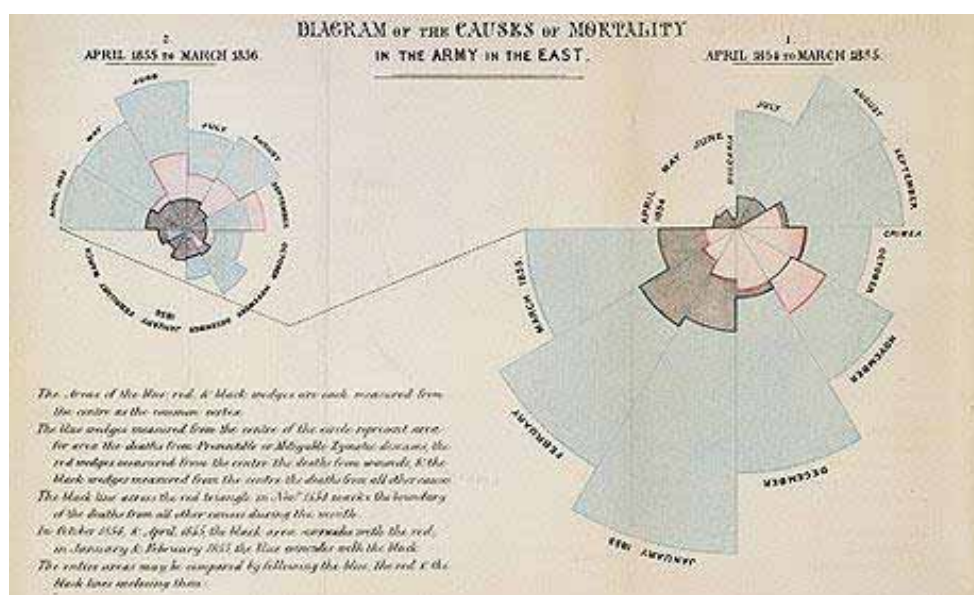 DIAGRAM OF THE CAUSES OF MORTALITY
IN THE ARMY IN THE EAST.
2.
APRIL 1855 TO MARCH 1856.
1.
APRIL 1854 TO MARCH 1855.
APRIL 1855
MAY
JUNE
JULY
AUGUST
SEPTEMBER
OCTOBER
NOVEMBER
DECEMBER
JANUARY
1856
FEBRUARY
MARCH
APRIL
1854
MAY
JUNE
BULGARIA
JULY
AUGUST
SEPTEMBER
CRIMEA
OCTOBER
NOVEMBER
DECEMBER
JANUARY 1855
FEBRUARY
MARCH 1855.
The Areas of the blue, red, & black wedges are each measured from
the centre as the common vertex.
The blue wedges measured from the centre of the circle represent area
for area the deaths from Preventable or Mitigable Zymotic diseases, the
red wedges measured from the centre the deaths from wounds, & the
black wedges measured from the centre the deaths from all other causes
The black line across the red triangle in Nov.r 1854 marks the boundary
of the deaths from all other causes during the month.
In October 1854, & April 1855, the black area coincides with the red,
in January & February 1855, the blue coincides with the black.
The entire areas may be compared by following the blue, the red & the
black lines enclosing them.